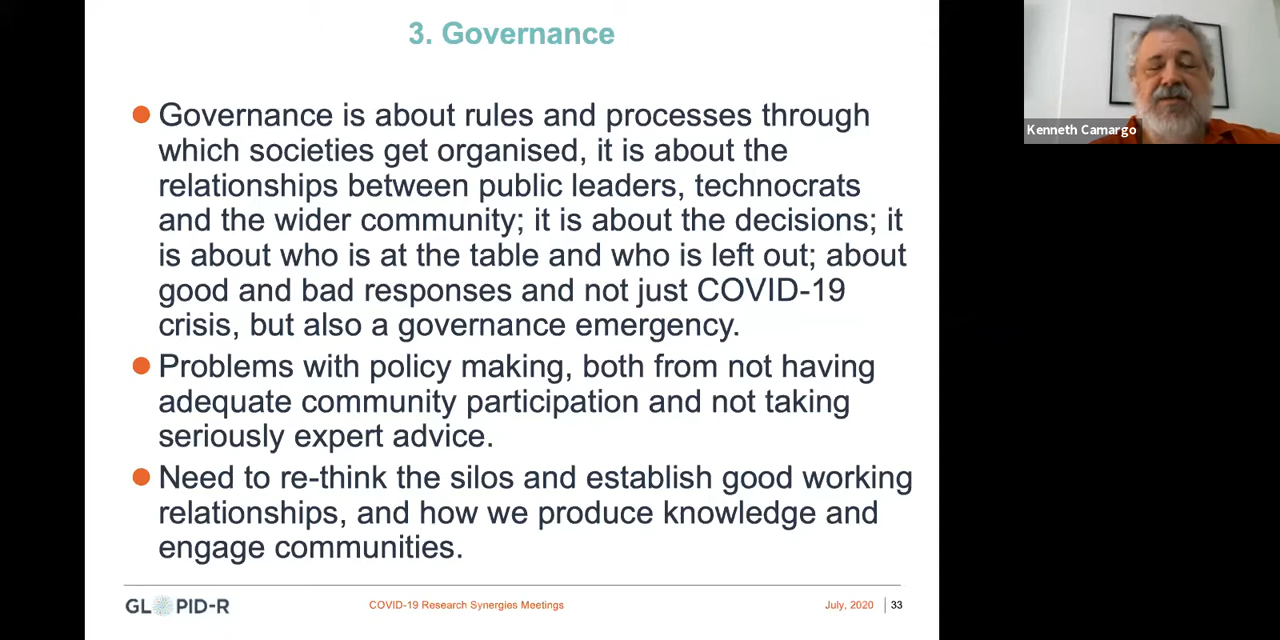 3. Governance
Governance is about rules and processes through
which societies get organised, it is about the
relationships between public leaders, technocrats
and the wider community; it is about the decisions; it
is about who is at the table and who is left out; about
good and bad responses and not just COVID-19
crisis, but also a governance emergency.
Problems with policy making, both from not having
adequate community participation and not taking
seriously expert advice.
Need to re-think the silos and establish good working
relationships, and how we produce knowledge and
engage communities.
GLOPID-R
COVID-19 Research Synergies Meetings
July, 2020
33
Kenneth Camargo